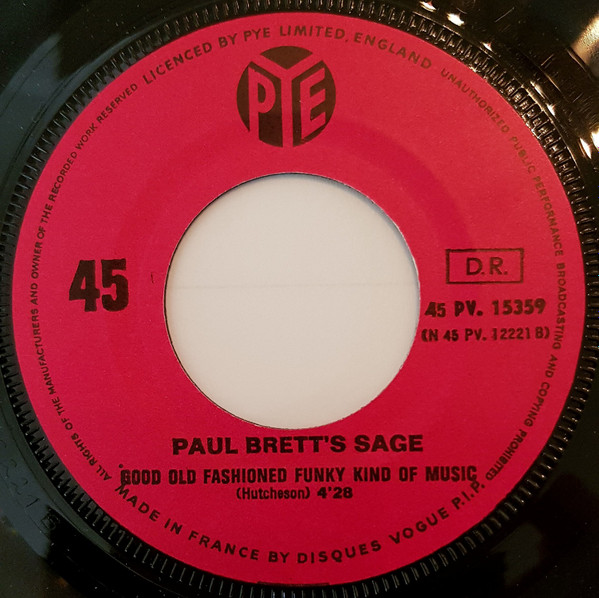 ALL RIGHTS OF THE MANUFACTURERS AND OWNER OF THE RECORDED WORK RESERVED LICENCED BY PYE LIMITED, ENGLAND UNAUTHORIZED PUBLIC PERFORMANCE BROADCASTING AND COPYING PROHIBITED
PYE
45
D.R.
45 PV. 15359
(N 45 PV. 12221 B)
PAUL BRETT'S SAGE
GOOD OLD FASHIONED FUNKY KIND OF MUSIC
(Hutcheson) 4'28
MADE IN FRANCE BY DISQUES VOGUE P.I.P.